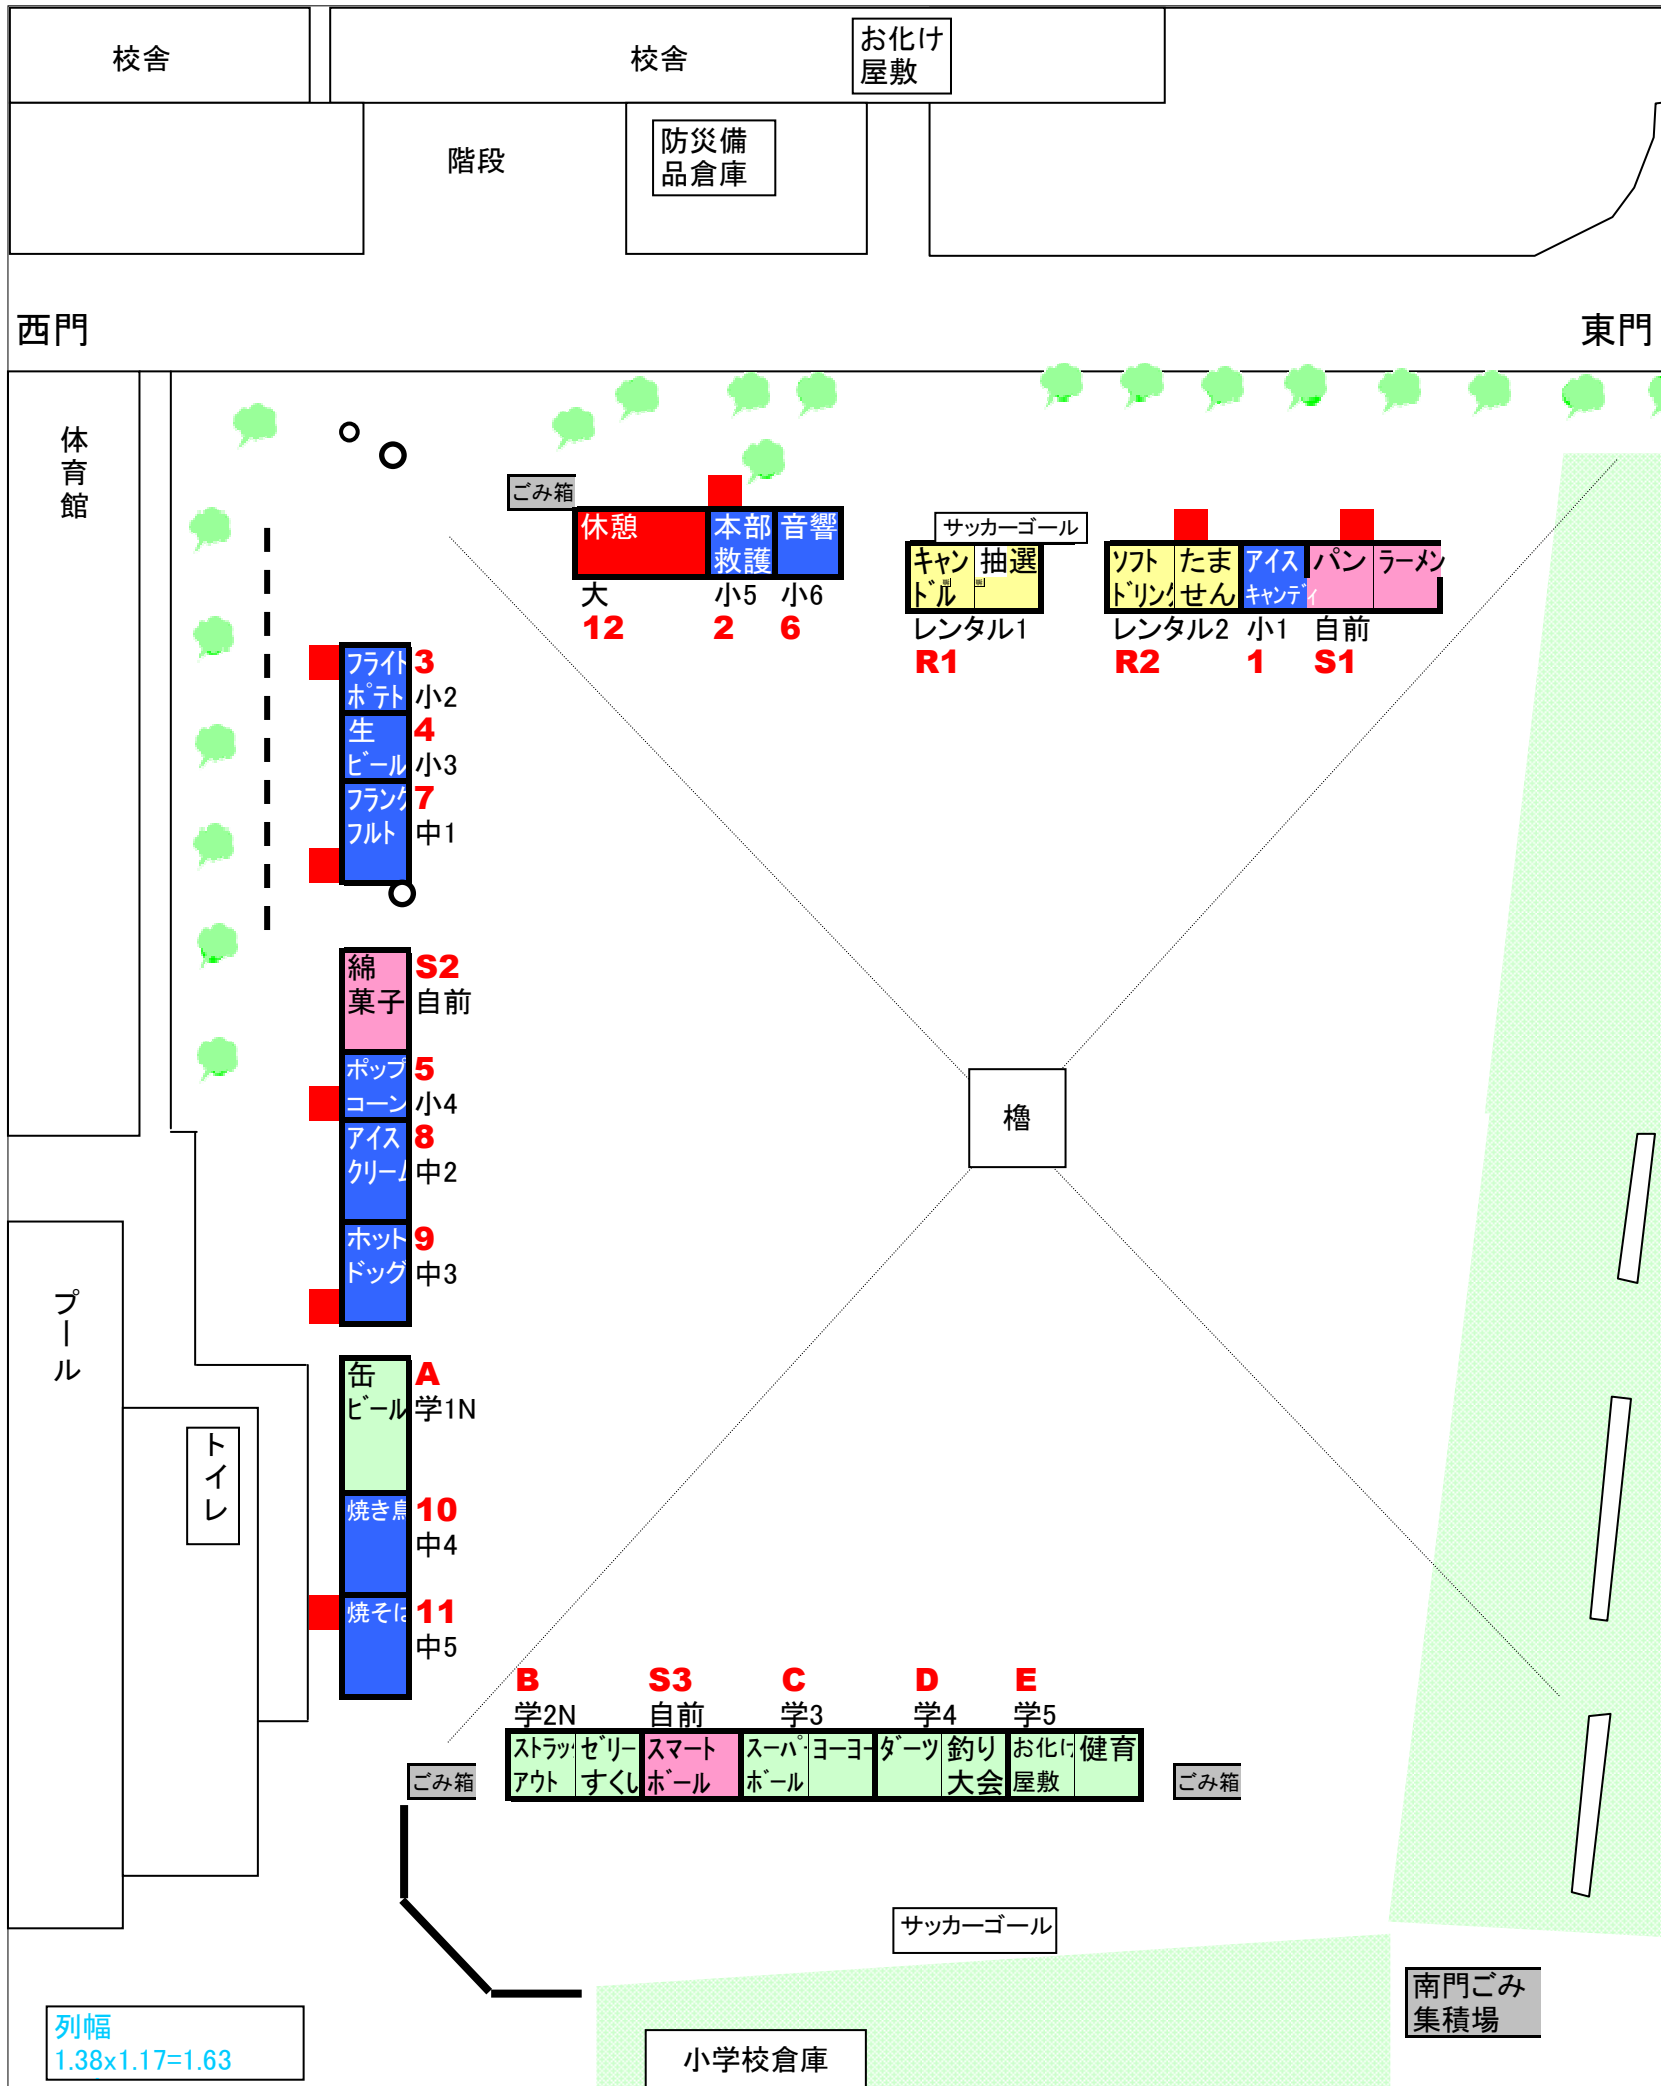 校舎
校舎
お化け
屋敷
階段
防災備
品倉庫
西門
東門
体育館
ごみ箱
休憩
本部
救護
音響
大
小5
小6
12
2
6
サッカーゴール
キャン
ドル
抽選
レンタル1
R1
ソフト
ドリンク
たま
せん
アイス
キャンディ
パン
ラーメン
レンタル2
小1
自前
R2
1
S1
フライト
ポテト
3
小2
生
ビール
4
小3
フランク
フルト
7
中1
綿
菓子
S2
自前
ポップ
コーン
5
小4
アイス
クリーム
8
中2
ホット
ドッグ
9
中3
櫓
プール
トイレ
缶
ビール
A
学1N
焼き鳥
10
中4
焼そば
11
中5
B
S3
C
D
E
学2N
自前
学3
学4
学5
ごみ箱
ストラック
アウト
ゼリー
すくい
スマート
ボール
スーパー
ボール
ヨーヨー
ダーツ
釣り
大会
お化け
屋敷
健育
ごみ箱
サッカーゴール
南門ごみ
集積場
列幅
1.38x1.17=1.63
小学校倉庫